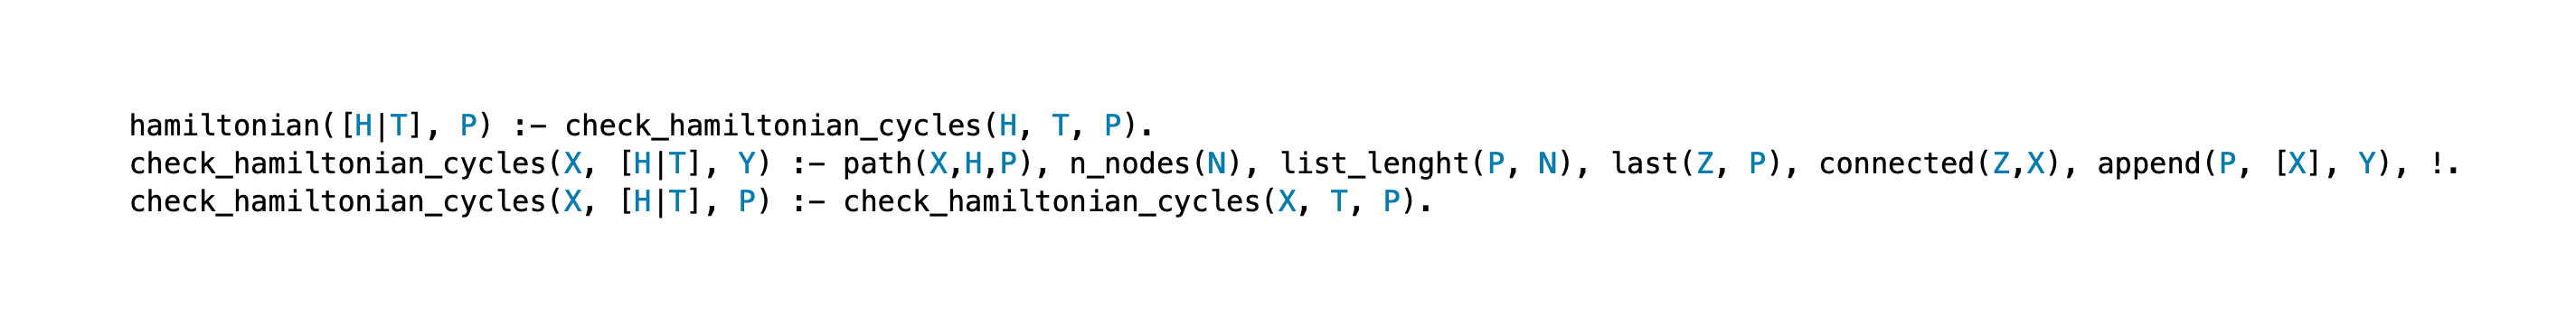 hamiltonian([H|T], P) :- check_hamiltonian_cycles(H, T, P).
check_hamiltonian_cycles(X, [H|T], Y) :- path(X,H,P), n_nodes(N), list_lenght(P, N), last(Z, P), connected(Z,X), append(P, [X], Y), !.
check_hamiltonian_cycles(X, [H|T], P) :- check_hamiltonian_cycles(X, T, P).